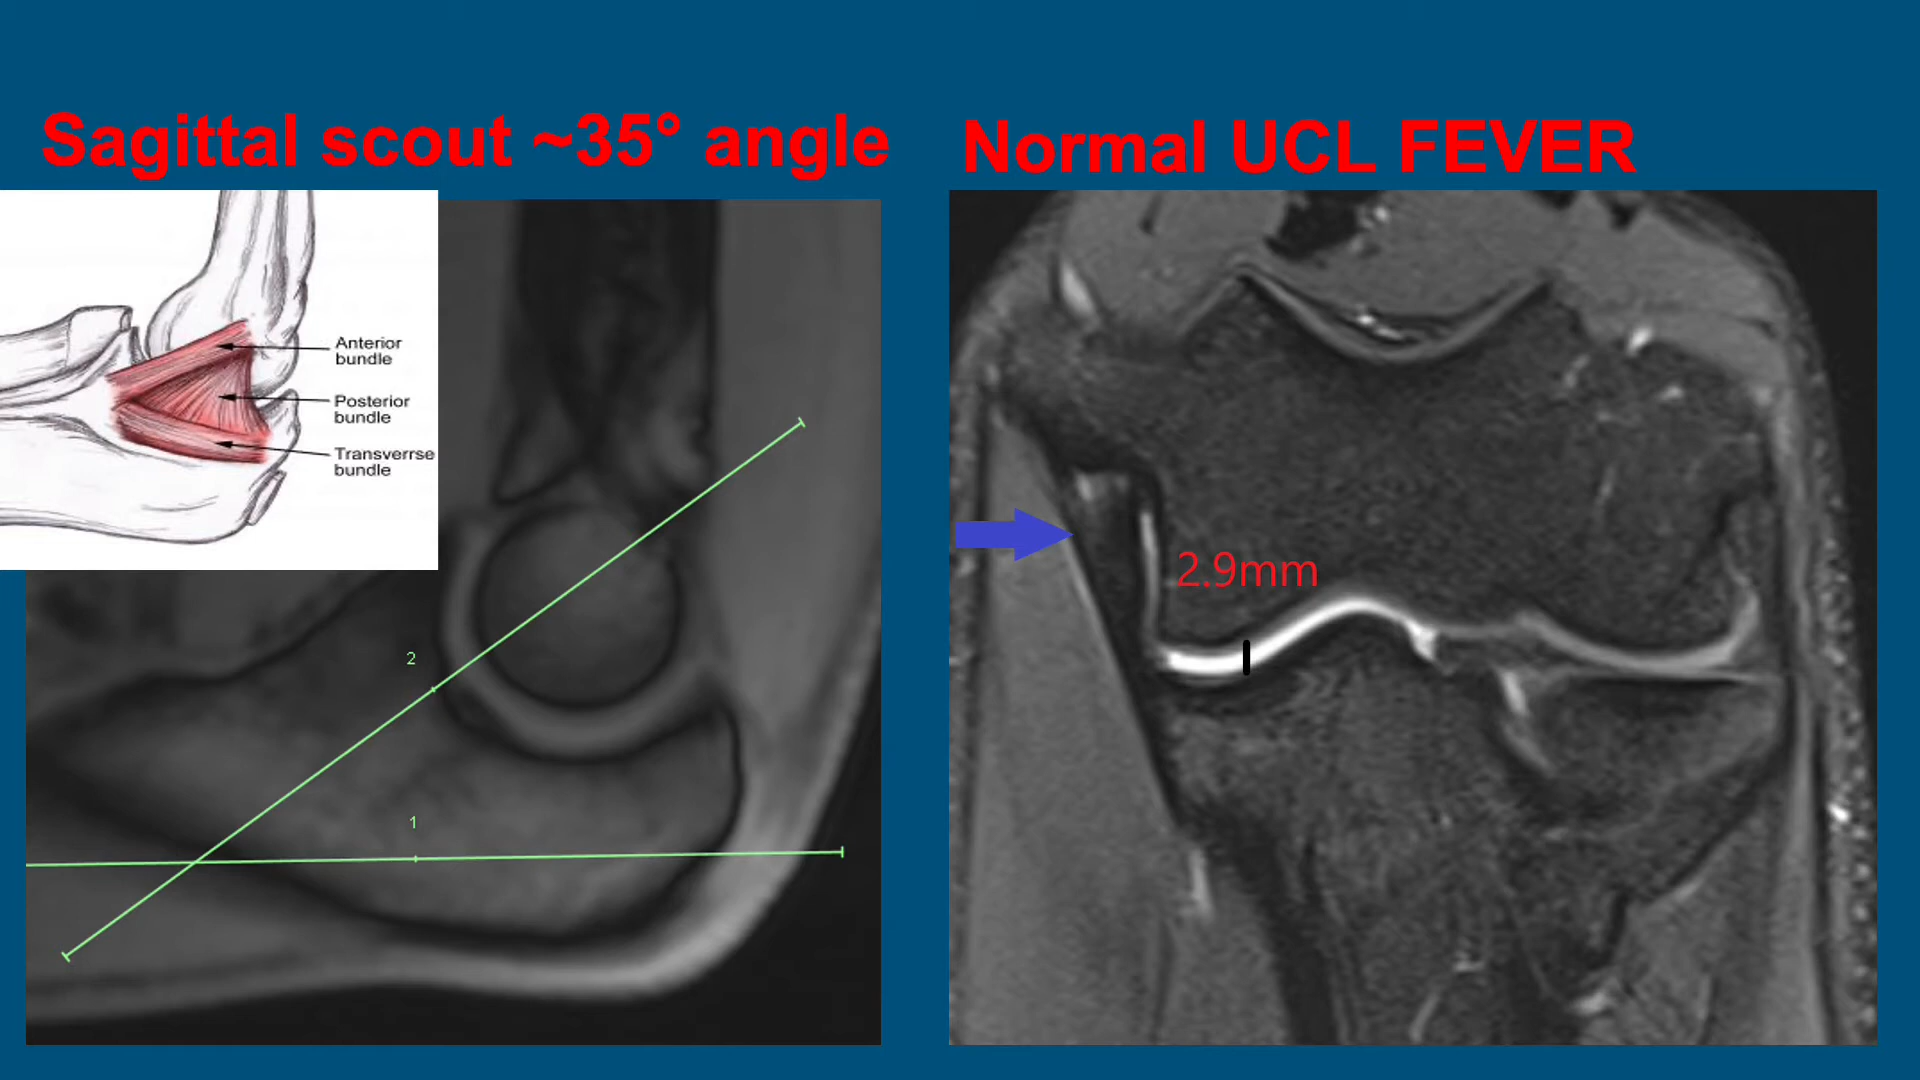 Sagittal scout ~35° angle
Normal UCL FEVER
Anterior
bundle
Posterior
bundle
Transverrse
bundle
2
1
2.9mm